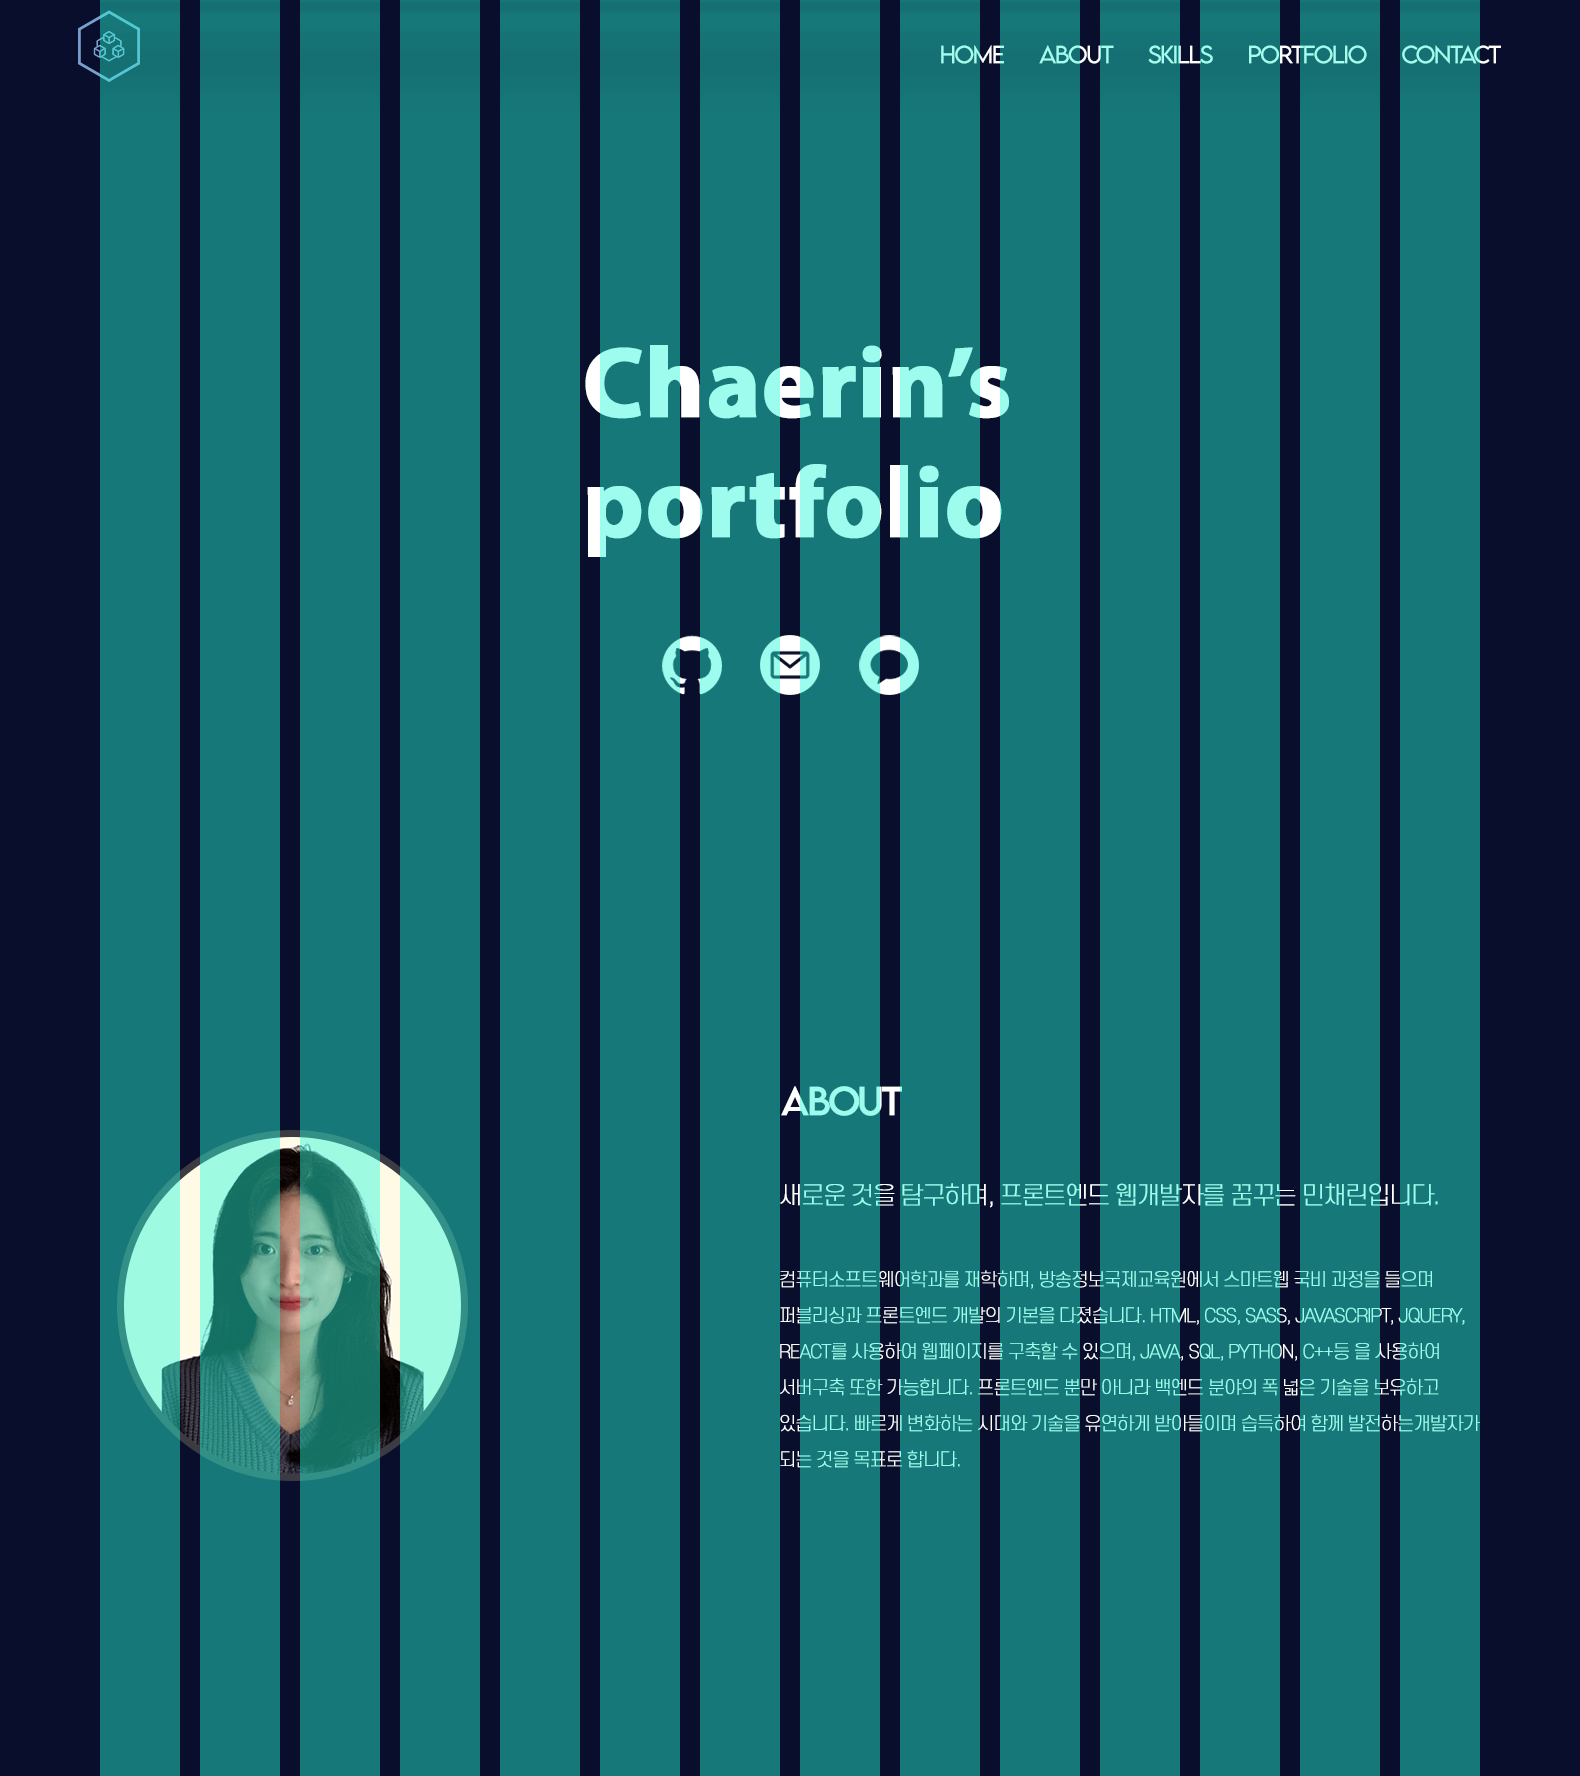 HOME ABOUT SKILLS PORTFOLIO CONTACT
Chaerin's
portfolio
ABOUT
새로운 것을 탐구하며, 프론트엔드 웹개발자를 꿈꾸는 민채린입니다.
컴퓨터소프트웨어학과를 재학하며, 방송정보국제교육원에서 스마트웹 국비 과정을 들으며
퍼블리싱과 프론트엔드 개발의 기본을 다졌습니다. HTML, CSS, SASS, JAVASCRIPT, JQUERY,
REACT를 사용하여 웹페이지를 구축할 수 있으며, JAVA, SQL, PYTHON, C++등 을 사용하여
서버구축 또한 가능합니다. 프론트엔드 뿐만 아니라 백엔드 분야의 폭 넓은 기술을 보유하고
있습니다. 빠르게 변화하는 시대와 기술을 유연하게 받아들이며 습득하여 함께 발전하는개발자가
되는 것을 목표로 합니다.